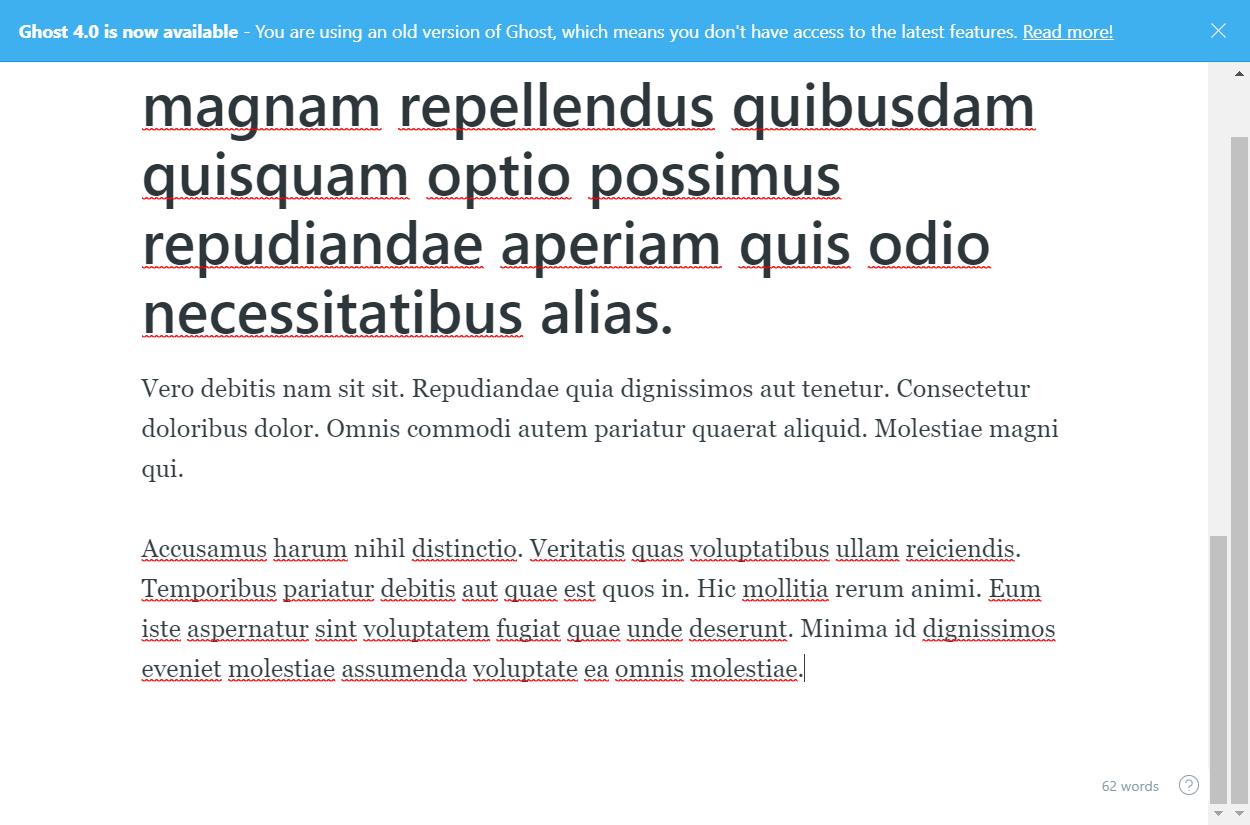 Ghost 4.0 is now available - You are using an old version of Ghost, which means you don't have access to the latest features. Read more!
magnam repellendus quibusdam
quisquam optio possimus
repudiandae aperiam quis odio
necessitatibus alias.
Vero debitis nam sit sit. Repudiandae quia dignissimos aut tenetur. Consectetur
doloribus dolor. Omnis commodi autem pariatur quaerat aliquid. Molestiae magni
qui.
Accusamus harum nihil distinctio. Veritatis quas voluptatibus ullam reiciendis.
Temporibus pariatur debitis aut quae est quos in. Hic mollitia rerum animi. Eum
iste aspernatur sint voluptatem fugiat quae unde deserunt. Minima id dignissimos
eveniet molestiae assumenda voluptate ea omnis molestiae.
62 words
?